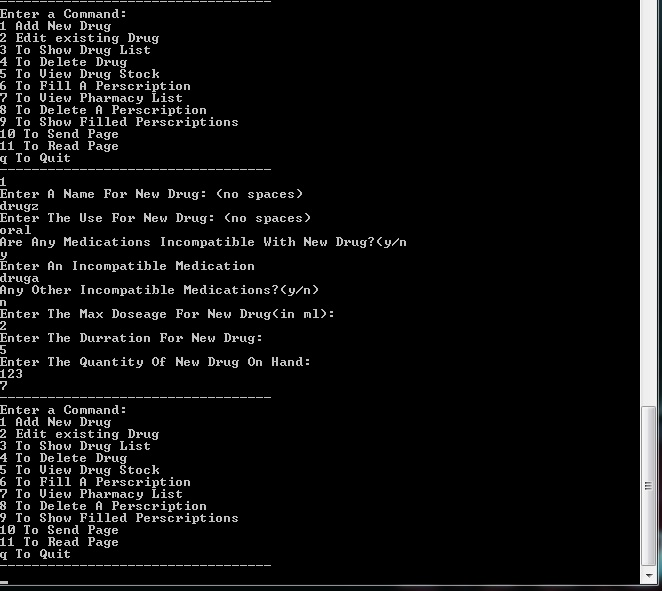 ----------------------------------
Enter a Command:
1 Add New Drug
2 Edit existing Drug
3 To Show Drug List
4 To Delete Drug
5 To View Drug Stock
6 To Fill A Perscription
7 To View Pharmacy List
8 To Delete A Perscription
9 To Show Filled Perscriptions
10 To Send Page
11 To Read Page
q To Quit
----------------------------------
1
Enter A Name For New Drug: (no spaces)
drugz
Enter The Use For New Drug: (no spaces)
oral
Are Any Medications Incompatible With New Drug?(y/n
y
Enter An Incompatible Medication
druga
Any Other Incompatible Medications?(y/n)
n
Enter The Max Doseage For New Drug(in ml):
2
Enter The Durration For New Drug:
5
Enter The Quantity Of New Drug On Hand:
123
7
----------------------------------
Enter a Command:
1 Add New Drug
2 Edit existing Drug
3 To Show Drug List
4 To Delete Drug
5 To View Drug Stock
6 To Fill A Perscription
7 To View Pharmacy List
8 To Delete A Perscription
9 To Show Filled Perscriptions
10 To Send Page
11 To Read Page
q To Quit
----------------------------------